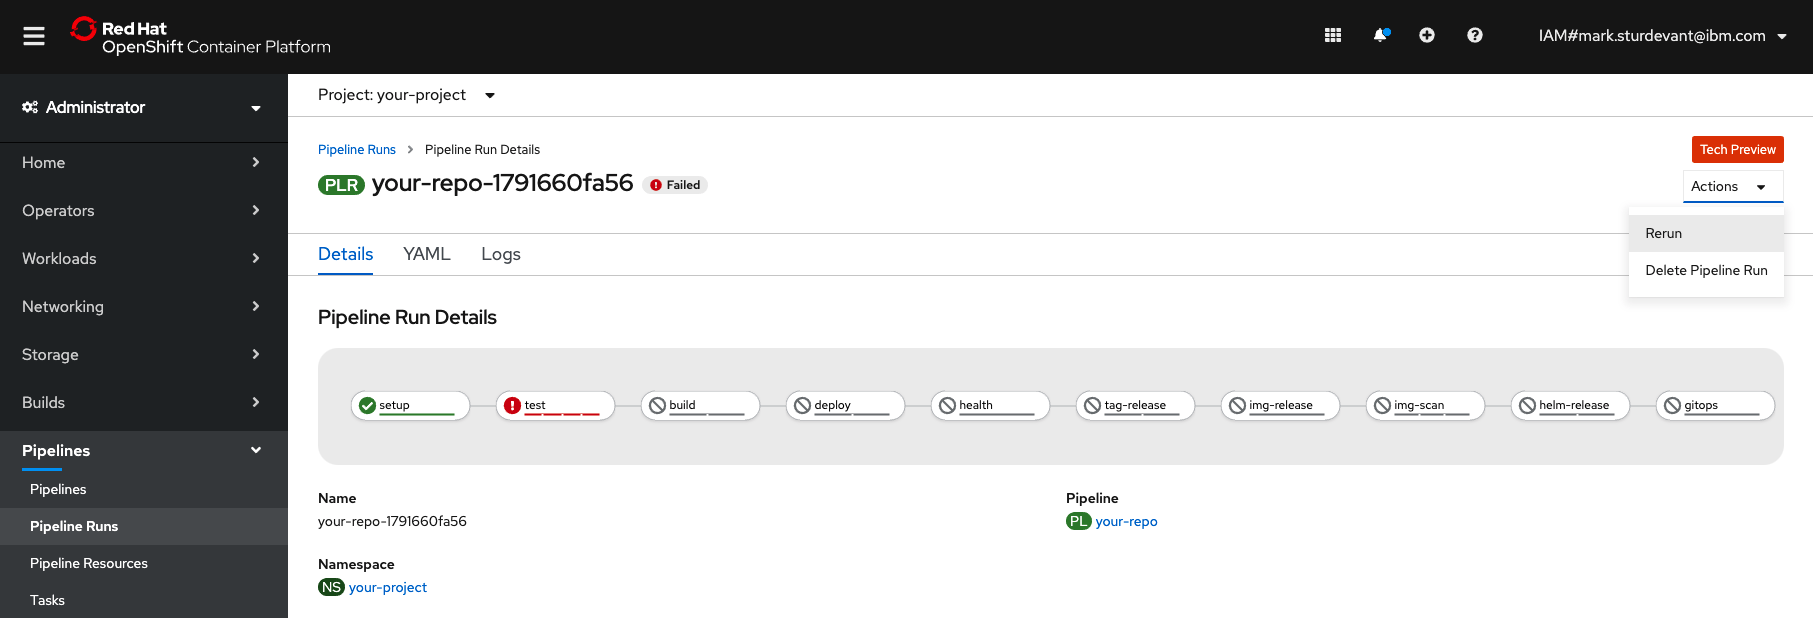 Red Hat
OpenShift Container Platform
IAM#mark.sturdevant@ibm.com
Administrator
Home
Operators
Workloads
Networking
Storage
Builds
Pipelines
Pipelines
Pipeline Runs
Pipeline Resources
Tasks
Project: your-project
Pipeline Runs > Pipeline Run Details
Tech Preview
PLR your-repo-1791660fa56 Failed
Actions
Rerun
Delete Pipeline Run
Details YAML Logs
Pipeline Run Details
setup test build deploy health tag-release img-release img-scan helm-release gitops
Name
your-repo-1791660fa56
Pipeline
PL your-repo
Namespace
NS your-project